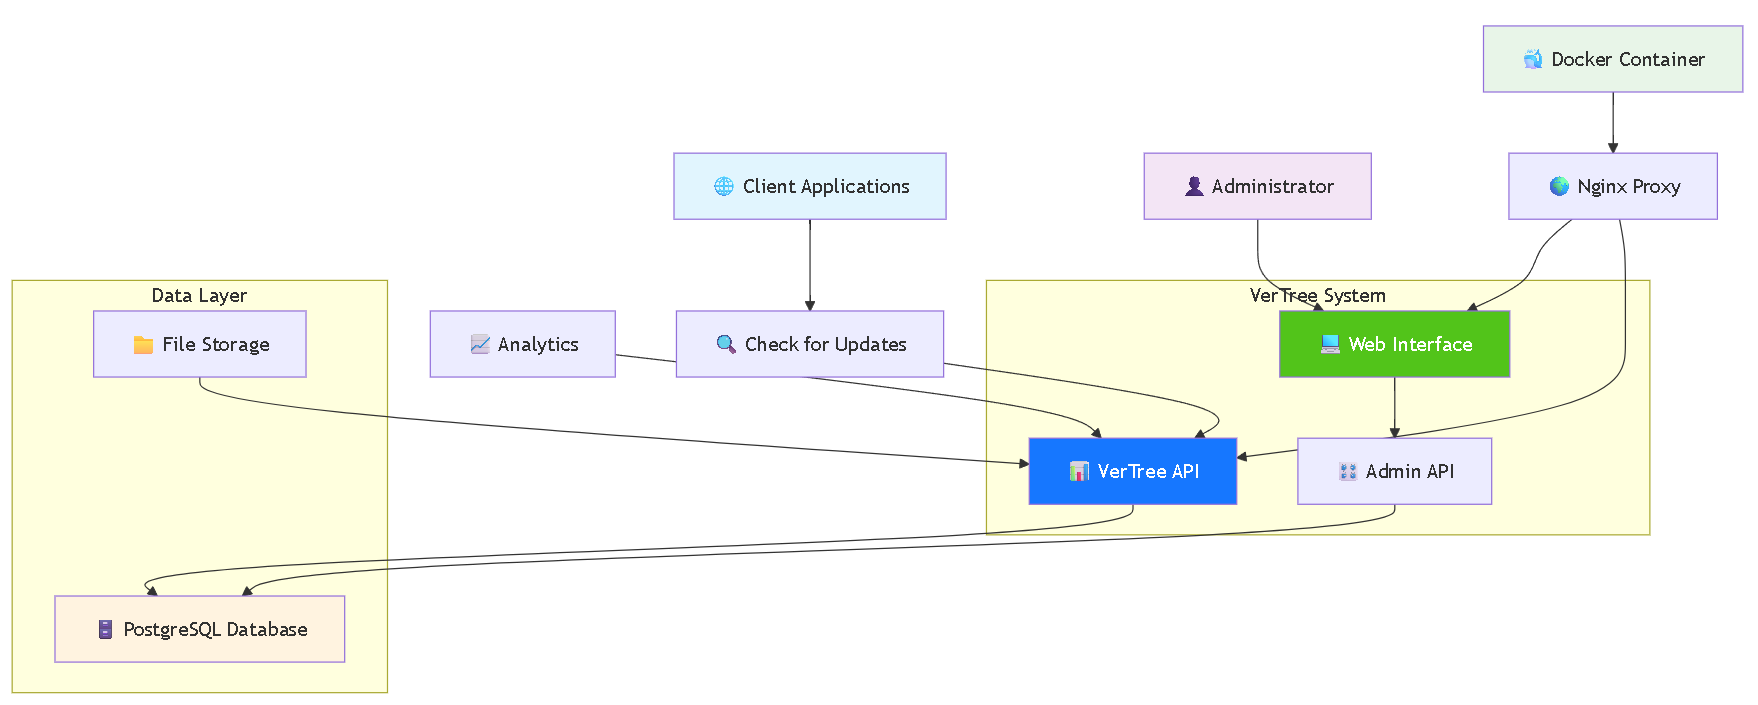 Docker Container
Client Applications
Administrator
Nginx Proxy
Data Layer
VerTree System
File Storage
Analytics
Check for Updates
Web Interface
VerTree API
Admin API
PostgreSQL Database